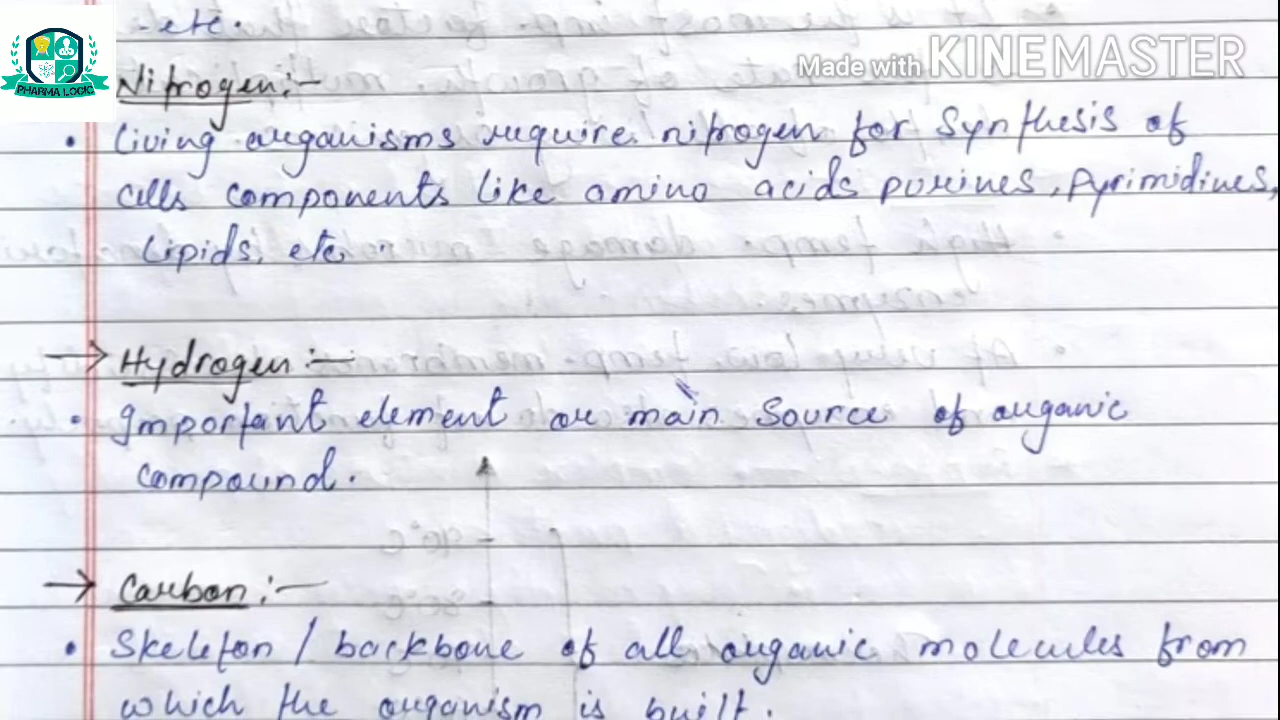 -etc.
PHARMA LOGIC
Made with KINEMASTER
Nitrogen:-
• Living organisms require nitrogen for Synthesis of
cells components like amino acids purines, Pyrimidines,
Lipids, etc.
→ Hydrogen:-
• Important element or main Source of organic
compound.
→ Carbon:-
• Skeleton / backbone of all organic molecules from
which the organism is built.